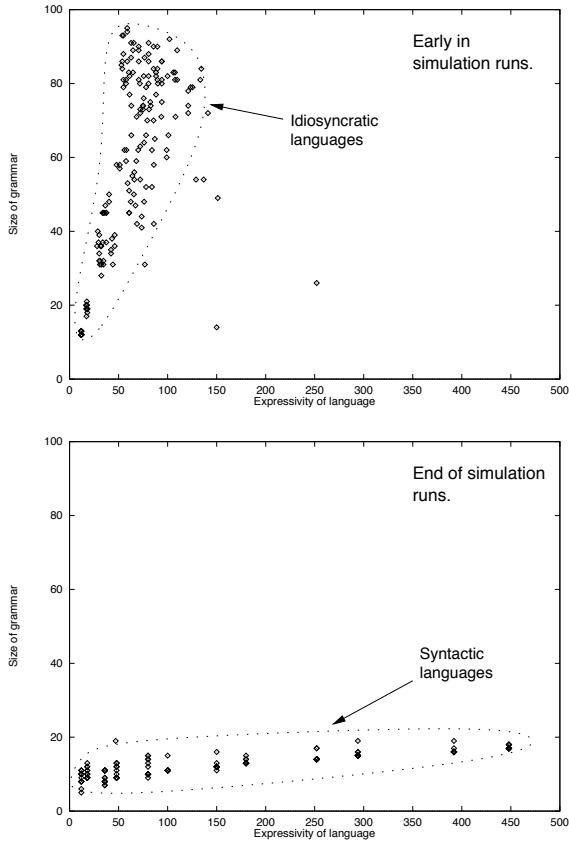 100
80
60
40
20
0
Size of grammar
Early in
simulation runs.
Idiosyncratic
languages
0 50 100 150 200 250 300 350 400 450 500
Expressivity of language
100
80
60
40
20
0
Size of grammar
End of simulation
runs.
Syntactic
languages
0 50 100 150 200 250 300 350 400 450 500
Expressivity of language